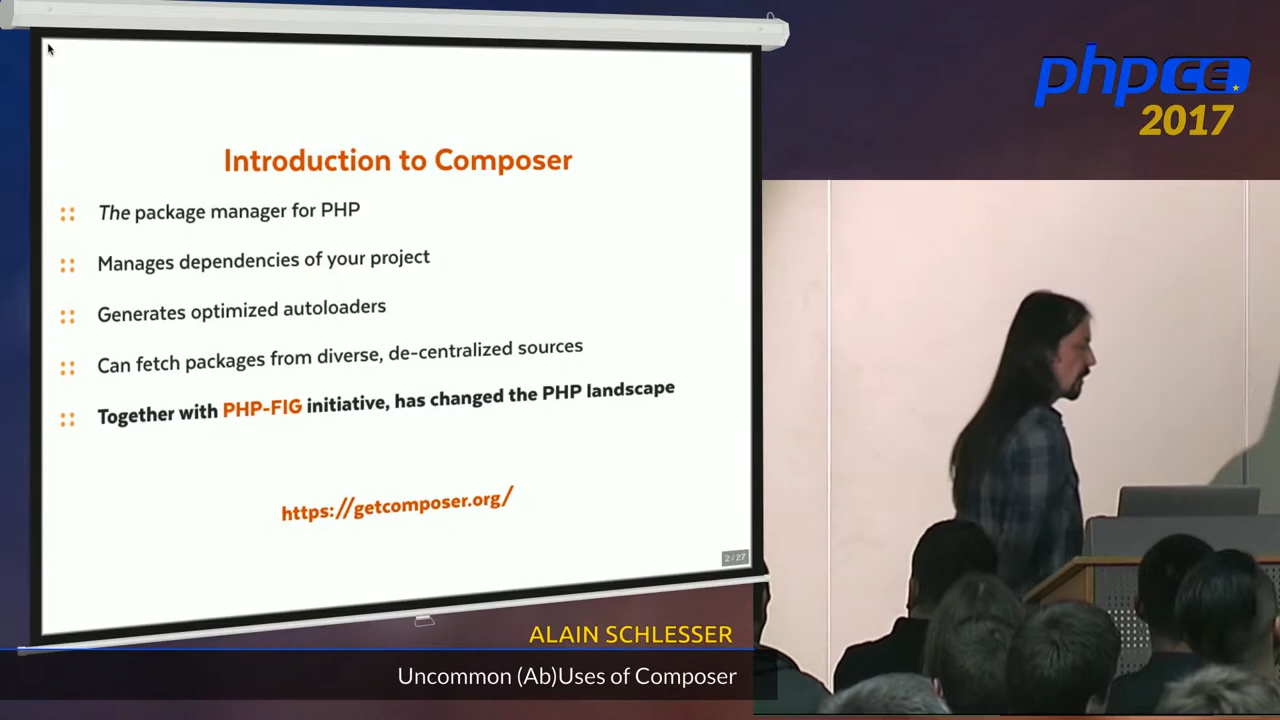 Introduction to Composer
The package manager for PHP
Manages dependencies of your project
Generates optimized autoloaders
Can fetch packages from diverse, de-centralized sources
Together with PHP-FIG initiative, has changed the PHP landscape
https://getcomposer.org/
2 / 27
phpCE
2017
ALAIN SCHLESSER
Uncommon (Ab)Uses of Composer